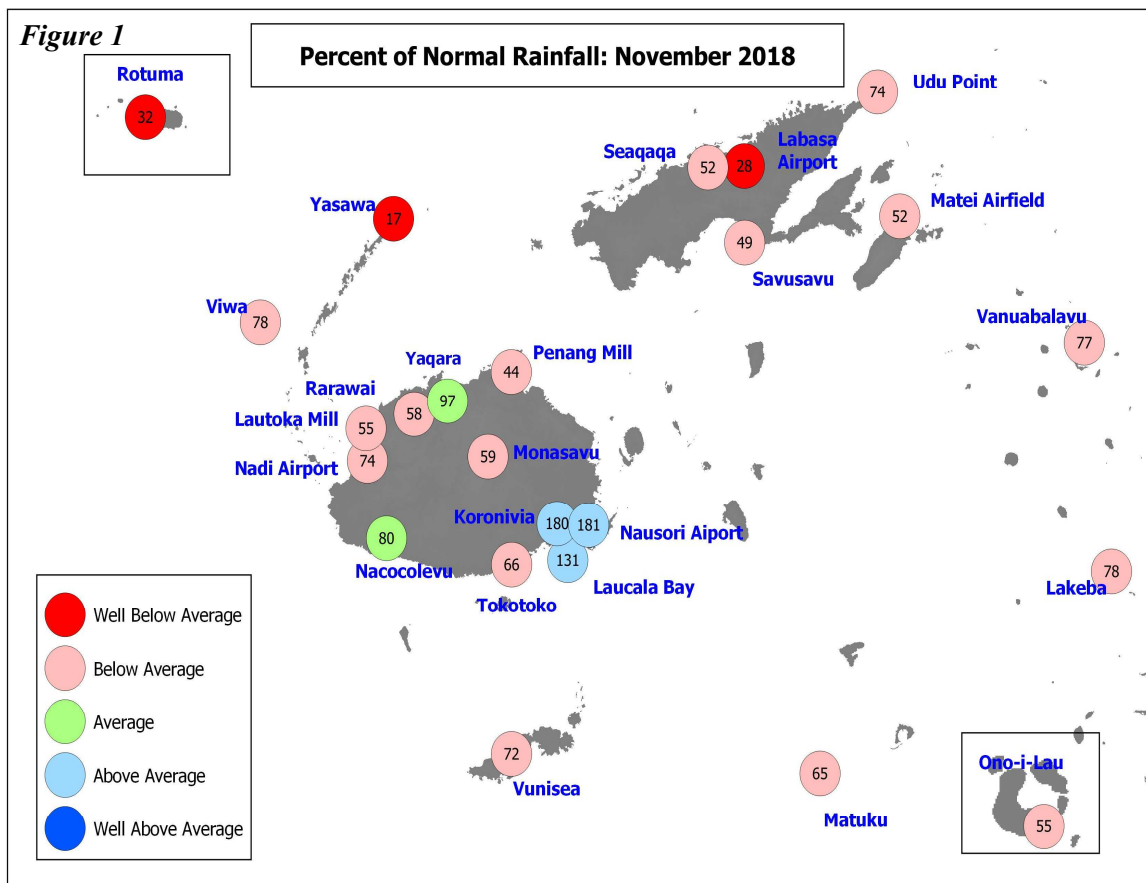 Figure 1
Percent of Normal Rainfall: November 2018
Rotuma
32
Udu Point
74
Seaqaqa
52
Labasa
Airport
28
Matei Airfield
52
Yasawa
17
49
Savusavu
Viwa
78
Vanuabalavu
77
Penang Mill
44
Yaqara
97
Rarawai
58
Lautoka Mill
55
Nadi Airport
74
59
Monasavu
Koronivia
180
181
Nausori Aiport
131
Laucala Bay
80
Nacocolevu
66
Tokotoko
Lakeba
78
72
Vunisea
65
Matuku
Ono-i-Lau
55
Well Below Average
Below Average
Average
Above Average
Well Above Average